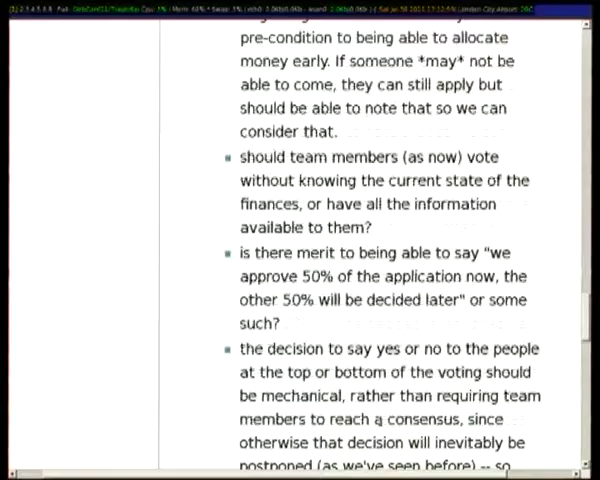 pre-condition to being able to allocate
money early. If someone *may* not be
able to come, they can still apply but
should be able to note that so we can
consider that.
should team members (as now) vote
without knowing the current state of the
finances, or have all the information
available to them?
is there merit to being able to say "we
approve 50% of the application now, the
other 50% will be decided later" or some
such?
the decision to say yes or no to the people
at the top or bottom of the voting should
be mechanical, rather than requiring team
members to reach a consensus, since
otherwise that decision will inevitably be
postponed (as we've seen before) -- so